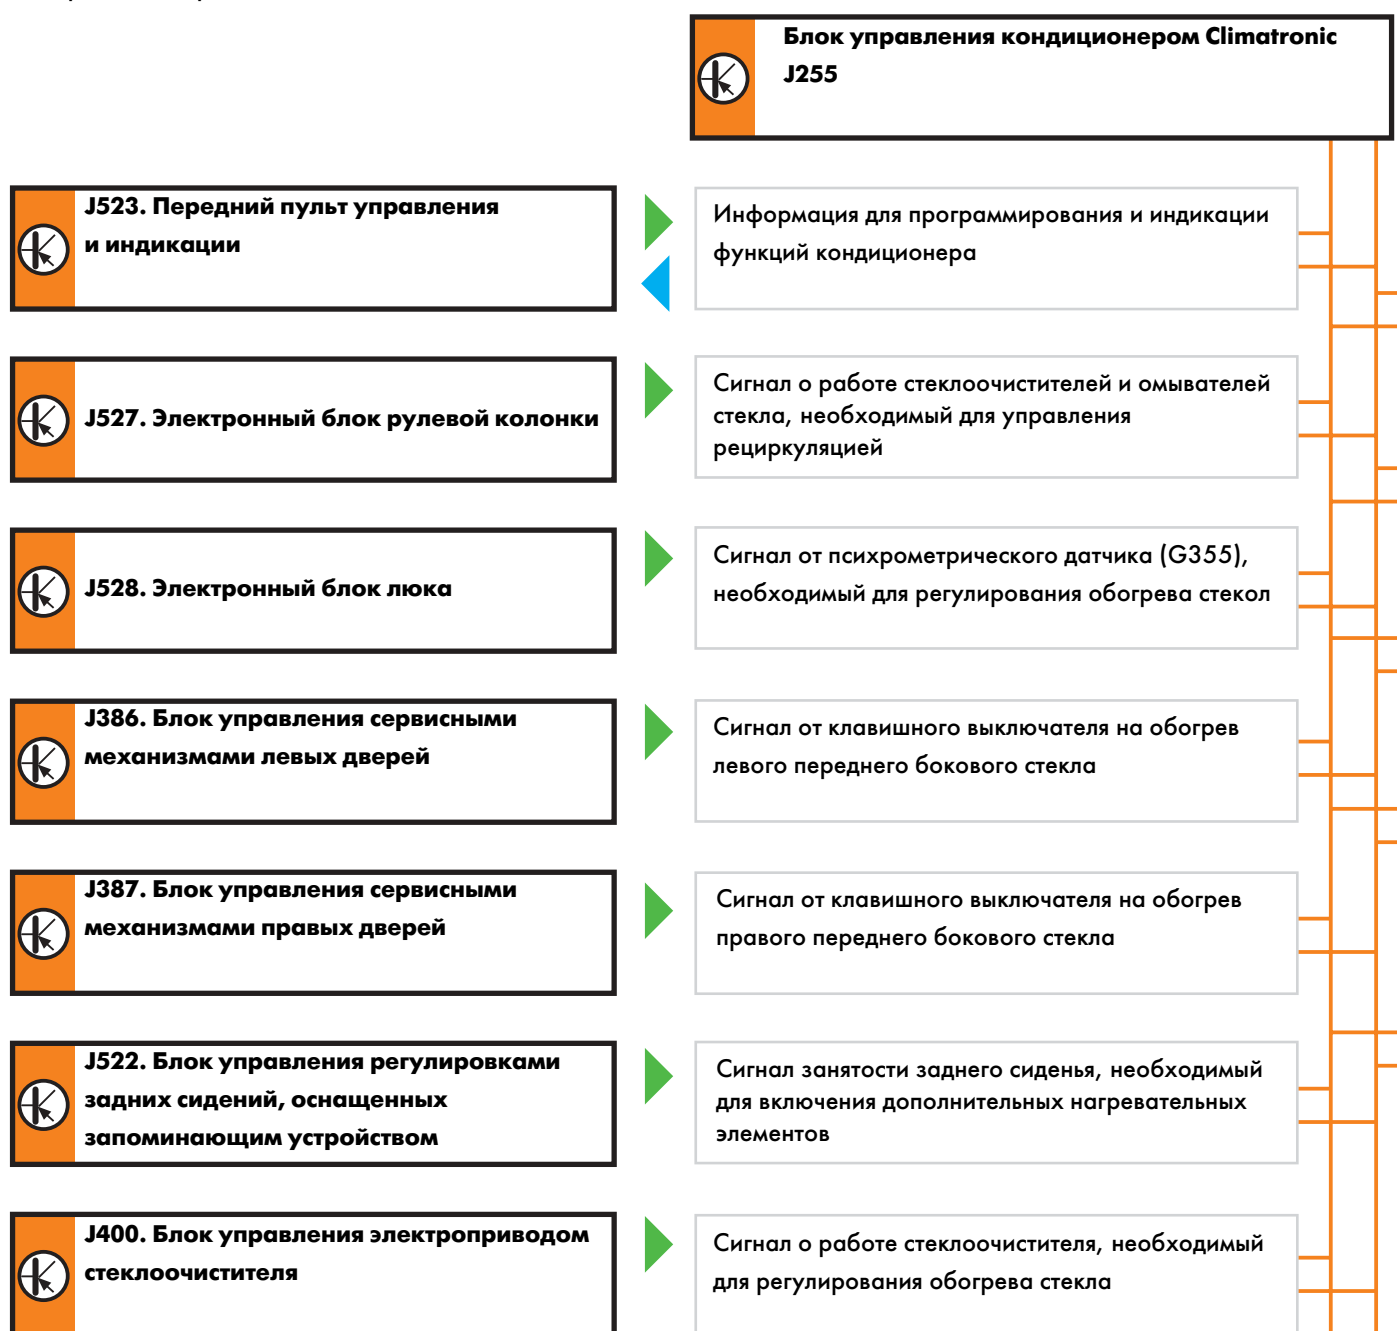 Блок управления кондиционером Climatronic
J255
J523. Передний пульт управления
и индикации
Информация для программирования и индикации
функций кондиционера
J527. Электронный блок рулевой колонки
Сигнал о работе стеклоочистителей и омывателей
стекла, необходимый для управления
рециркуляцией
J528. Электронный блок люка
Сигнал от психрометрического датчика (G355),
необходимый для регулирования обогрева стекол
J386. Блок управления сервисными
механизмами левых дверей
Сигнал от клавишного выключателя на обогрев
левого переднего бокового стекла
J387. Блок управления сервисными
механизмами правых дверей
Сигнал от клавишного выключателя на обогрев
правого переднего бокового стекла
J522. Блок управления регулировками
задних сидений, оснащенных
запоминающим устройством
Сигнал занятости заднего сиденья, необходимый
для включения дополнительных нагревательных
элементов
J400. Блок управления электроприводом
стеклоочистителя
Сигнал о работе стеклоочистителя, необходимый
для регулирования обогрева стекла